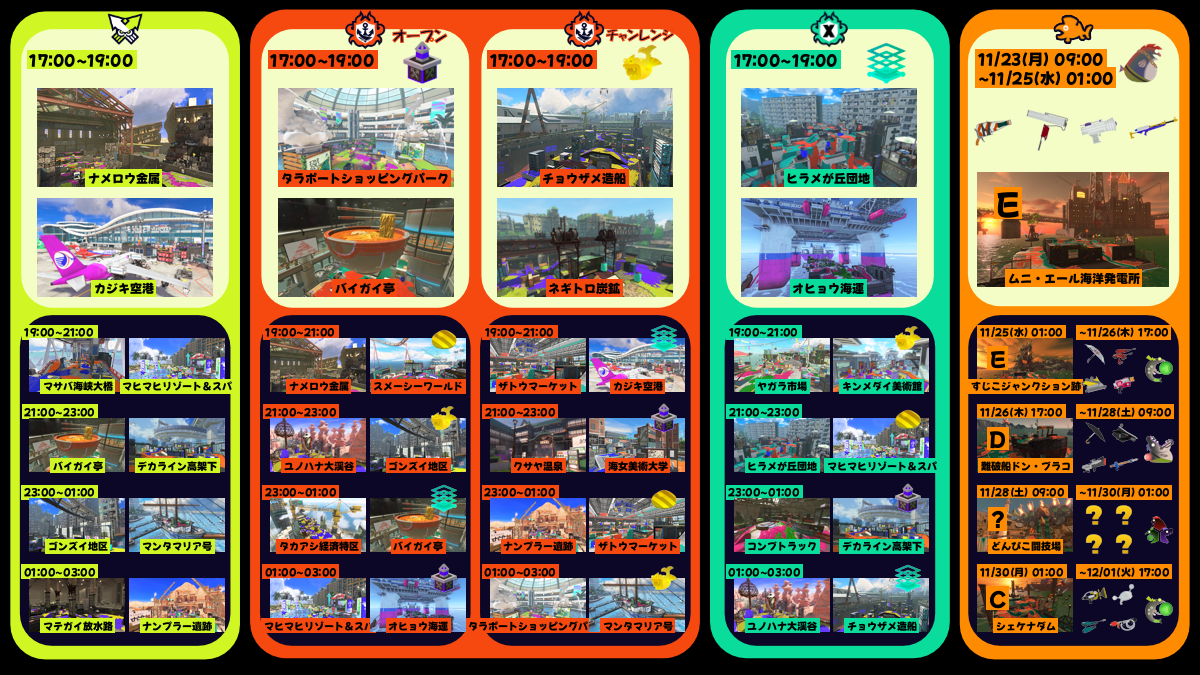 17:00~19:00
ナメロウ金属
カジキ空港
19:00~21:00
マサバ海峡大橋
マヒマヒリゾート&スパ
21:00~23:00
バイガイ亭
デカライン高架下
23:00~01:00
ゴンズイ地区
マンタマリア号
01:00~03:00
マテガイ放水路
ナンプラー遺跡
オープン
17:00~19:00
タラポートショッピングパーク
バイガイ亭
19:00~21:00
ナメロウ金属
スメーシーワールド
21:00~23:00
ユノハナ大渓谷
ゴンズイ地区
23:00~01:00
タカアシ経済特区
バイガイ亭
01:00~03:00
マヒマヒリゾート&スパ
オヒョウ海運
チャレンジ
17:00~19:00
チョウザメ造船
ネギトロ炭鉱
19:00~21:00
ザトウマーケット
カジキ空港
21:00~23:00
クサヤ温泉
海女美術大学
23:00~01:00
ナンプラー遺跡
ザトウマーケット
01:00~03:00
タラポートショッピングパ
マンタマリア号
X
17:00~19:00
ヒラメが丘団地
オヒョウ海運
19:00~21:00
ヤガラ市場
キンメダイ美術館
21:00~23:00
ヒラメが丘団地
マヒマヒリゾート&スパ
23:00~01:00
コンブトラック
デカライン高架下
01:00~03:00
ユノハナ大渓谷
チョウザメ造船
11/23(月) 09:00
~11/25(水) 01:00
E
ムニ・エール海洋発電所
11/25(水) 01:00 ~11/26(木) 17:00
E
すじこジャンクション跡
11/26(木) 17:00 ~11/28(土) 09:00
D
難破船ドン・ブラコ
11/28(土) 09:00 ~11/30(月) 01:00
? ? ?
? ?
どんぴこ闘技場
11/30(月) 01:00 ~12/01(火) 17:00
C
シェケナダム